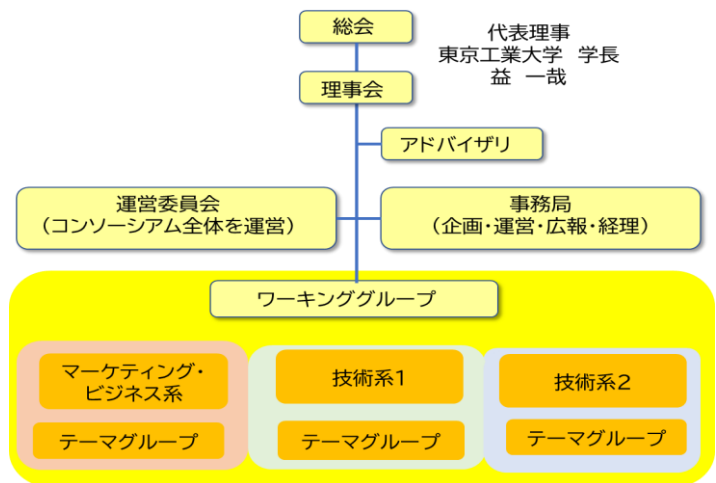 総会
代表理事
東京工業大学 学長
益 一哉
理事会
アドバイザリ
運営委員会
（コンソーシアム全体を運営）
事務局
（企画・運営・広報・経理）
ワーキンググループ
マーケティング・
ビジネス系
テーマグループ
技術系1
テーマグループ
技術系2
テーマグループ